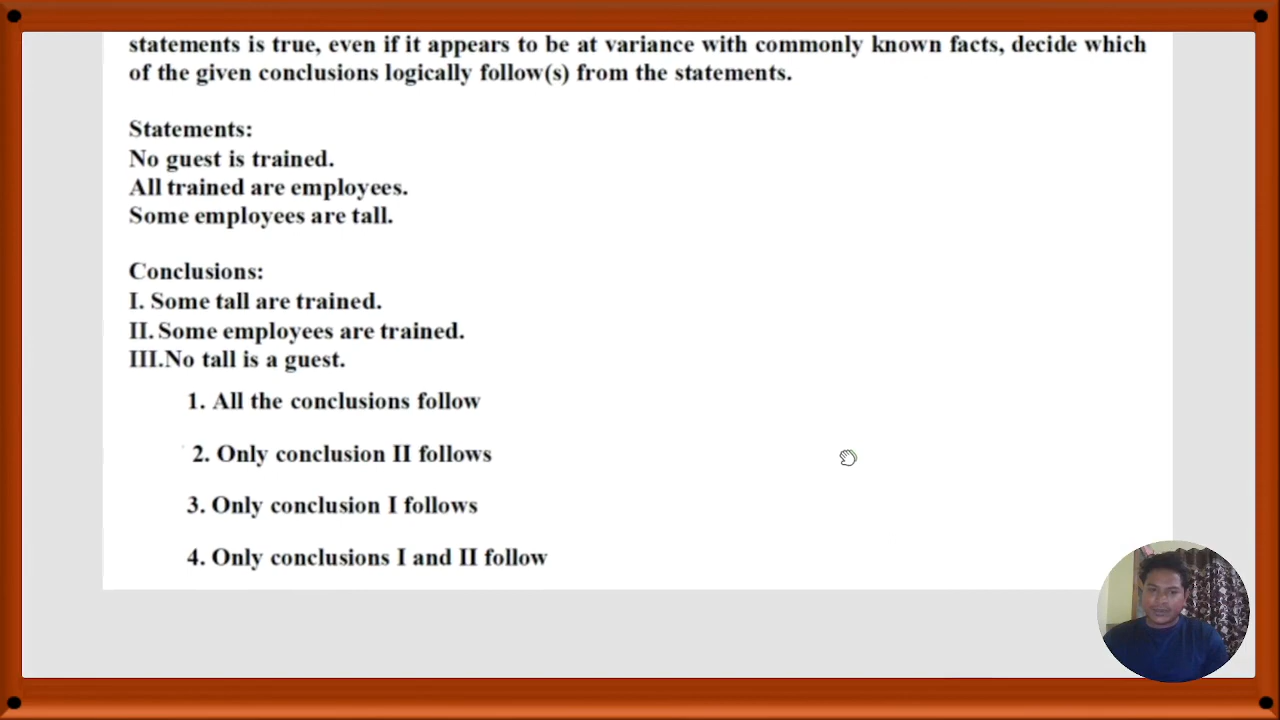 statements is true, even if it appears to be at variance with commonly known facts, decide which
of the given conclusions logically follow(s) from the statements.
Statements:
No guest is trained.
All trained are employees.
Some employees are tall.
Conclusions:
I. Some tall are trained.
II. Some employees are trained.
III.No tall is a guest.
1. All the conclusions follow
2. Only conclusion II follows
3. Only conclusion I follows
4. Only conclusions I and II follow